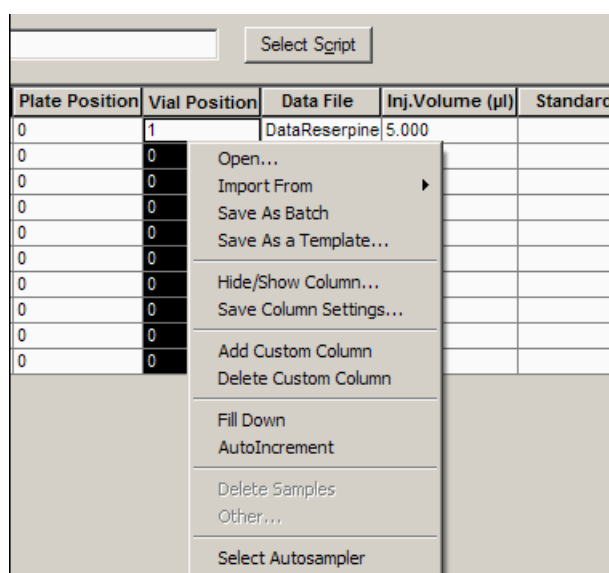 Select Script
Plate Position Vial Position Data File Inj.Volume (µl) Standard
0 1 DataReserpine 5.000
0 0
0 0
0 0
0 0
0 0
0 0
0 0
0 0
0 0
Open...
Import From
Save As Batch
Save As a Template...
Hide/Show Column...
Save Column Settings...
Add Custom Column
Delete Custom Column
Fill Down
AutoIncrement
Delete Samples
Other...
Select Autosampler